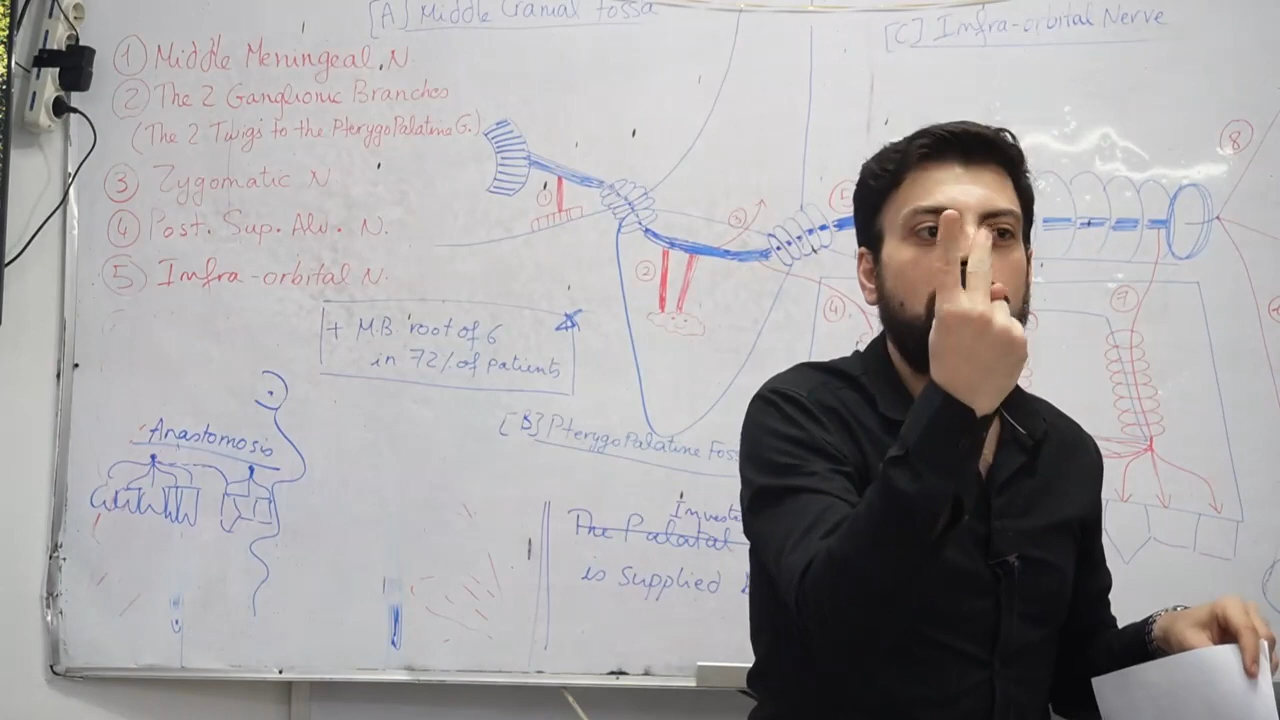 [A] Middle Cranial Fossa
[C] Infra-orbital Nerve
① Middle Meningeal N.
② The 2 Ganglionic Branches
(The 2 Twigs to the PterygoPalatine G.)
③ Zygomatic N
④ Post. Sup. Alv. N.
⑤ Infra-orbital N.
+ M.B. root of 6
in 72% of patients
①
②
③
④
⑤
⑦
⑧
[B] PterygoPalatine Fos
Anastomosis
Investi
The Palatal
is supplied